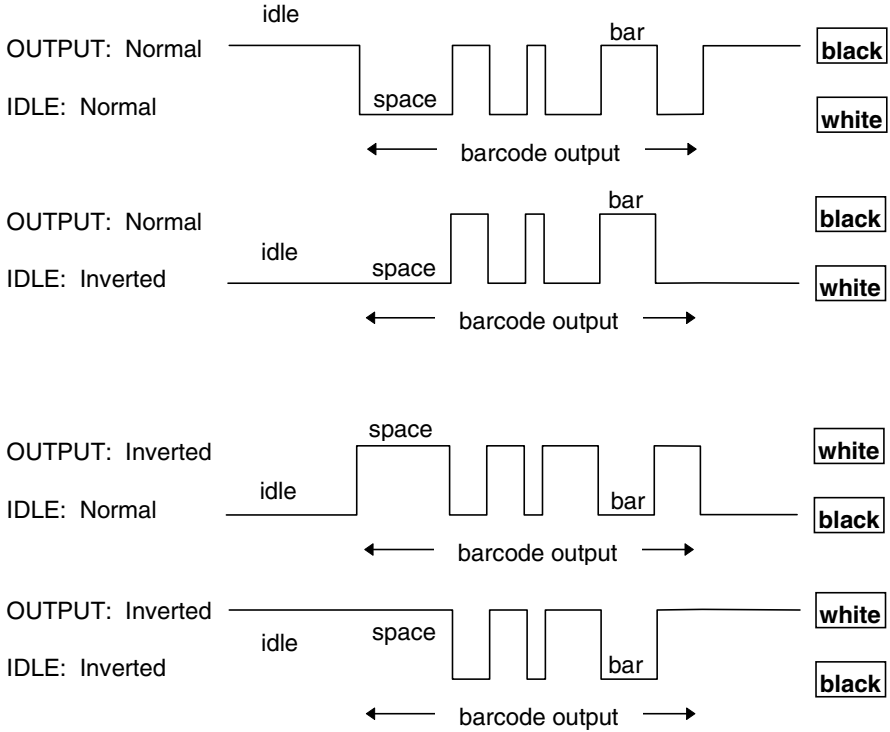 idle
OUTPUT: Normal
bar
black
IDLE: Normal
space
white
barcode output
OUTPUT: Normal
bar
black
idle
IDLE: Inverted
space
white
barcode output
space
OUTPUT: Inverted
white
idle
IDLE: Normal
bar
black
barcode output
OUTPUT: Inverted
white
idle
space
IDLE: Inverted
bar
black
barcode output